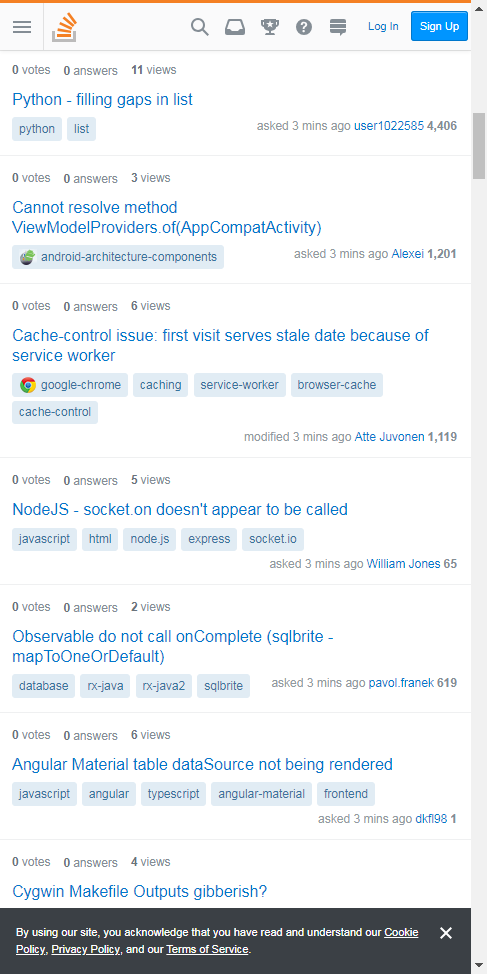 Log In Sign Up
0 votes 0 answers 11 views
Python - filling gaps in list
python list
asked 3 mins ago user1022585 4,406
0 votes 0 answers 3 views
Cannot resolve method
ViewModelProviders.of(AppCompatActivity)
android-architecture-components
asked 3 mins ago Alexei 1,201
0 votes 0 answers 6 views
Cache-control issue: first visit serves stale date because of
service worker
google-chrome caching service-worker browser-cache
cache-control
modified 3 mins ago Atte Juvonen 1,119
0 votes 0 answers 5 views
NodeJS - socket.on doesn't appear to be called
javascript html node.js express socket.io
asked 3 mins ago William Jones 65
0 votes 0 answers 2 views
Observable do not call onComplete (sqlbrite -
mapToOneOrDefault)
database rx-java rx-java2 sqlbrite
asked 3 mins ago pavol.franek 619
0 votes 0 answers 6 views
Angular Material table dataSource not being rendered
javascript angular typescript angular-material frontend
asked 3 mins ago dkfl98 1
0 votes 0 answers 4 views
Cygwin Makefile Outputs gibberish?
By using our site, you acknowledge that you have read and understand our Cookie
Policy, Privacy Policy, and our Terms of Service.